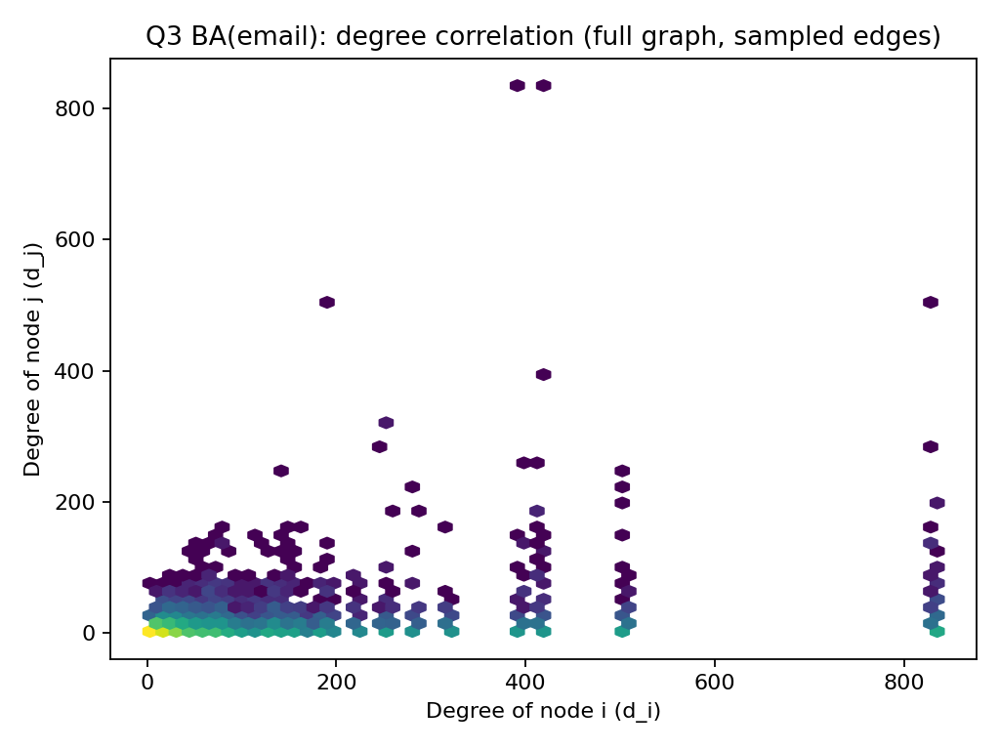 Q3 BA(email): degree correlation (full graph, sampled edges)
800
600
400
200
0
Degree of node j (d_j)
0 200 400 600 800
Degree of node i (d_i)